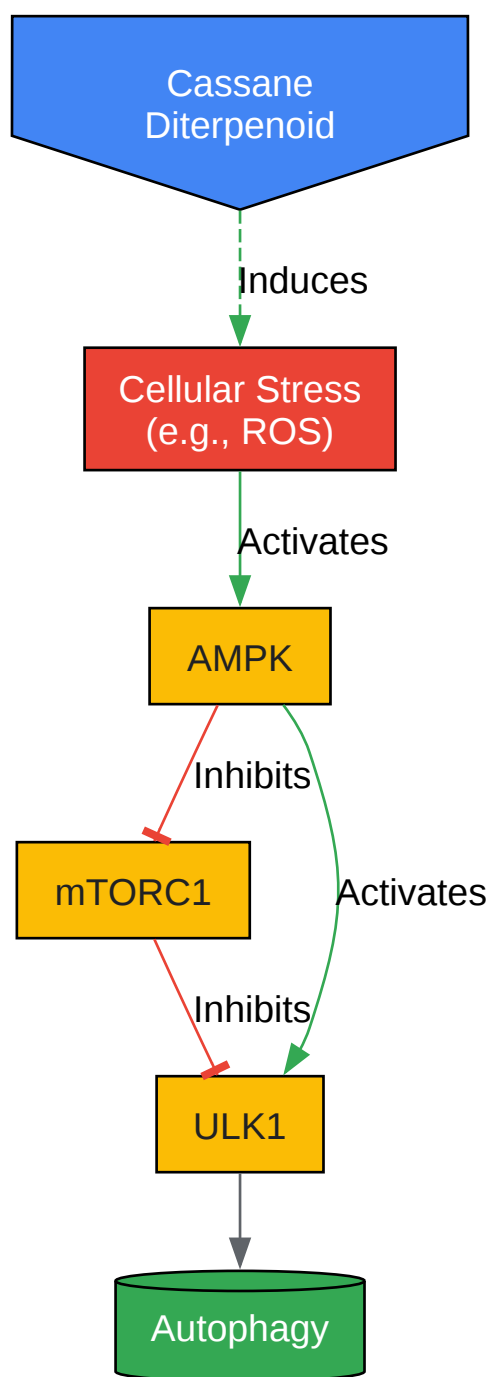 Cassane
Diterpenoid
Induces
Cellular Stress
(e.g., ROS)
Activates
AMPK
Inhibits
mTORC1
Activates
Inhibits
ULK1
Autophagy